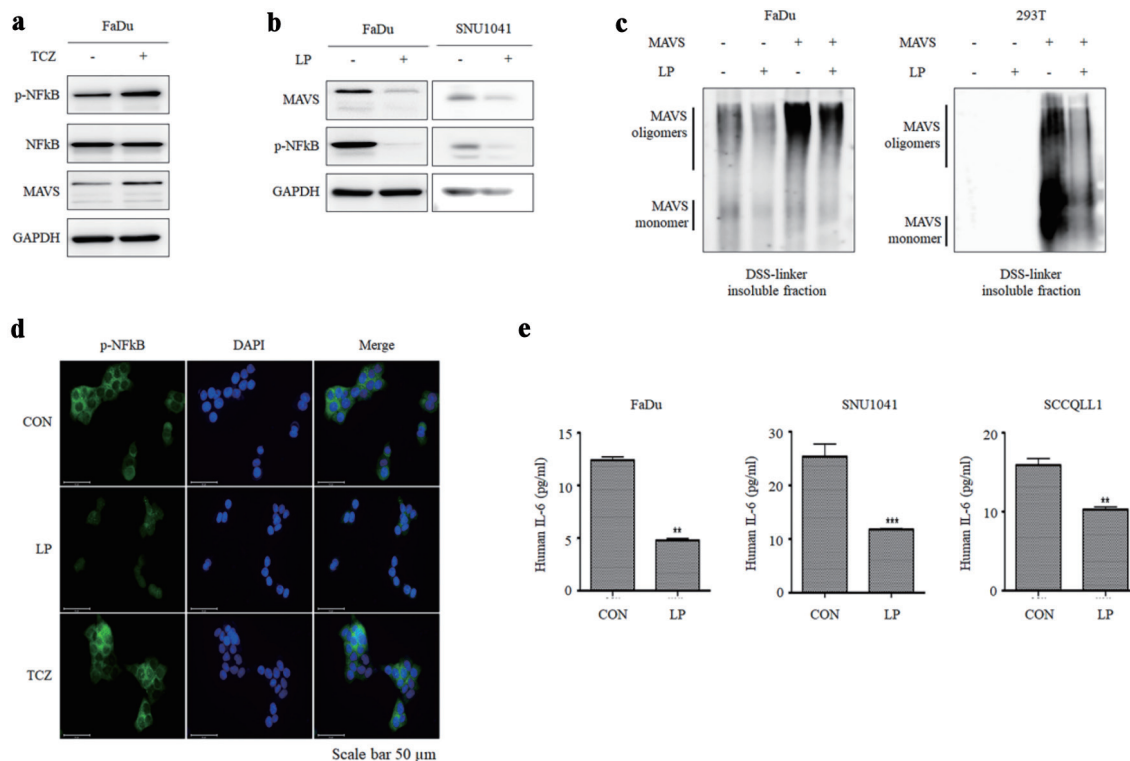 a
FaDu
TCZ - +
p-NFkB
NFkB
MAVS
GAPDH
b
FaDu SNU1041
LP - + - +
MAVS
p-NFkB
GAPDH
c
FaDu
MAVS - - + +
LP - + - +
MAVS
oligomers
MAVS
monomer
DSS-linker
insoluble fraction
293T
MAVS - - + +
LP - + - +
MAVS
oligomers
MAVS
monomer
DSS-linker
insoluble fraction
d
p-NFkB DAPI Merge
CON
LP
TCZ
Scale bar 50 µm
e
FaDu
Human IL-6 (pg/ml)
15
10
5
0
**
CON LP
SNU1041
Human IL-6 (pg/ml)
30
20
10
0
***
CON LP
SCCQLL1
Human IL-6 (pg/ml)
20
10
0
**
CON LP